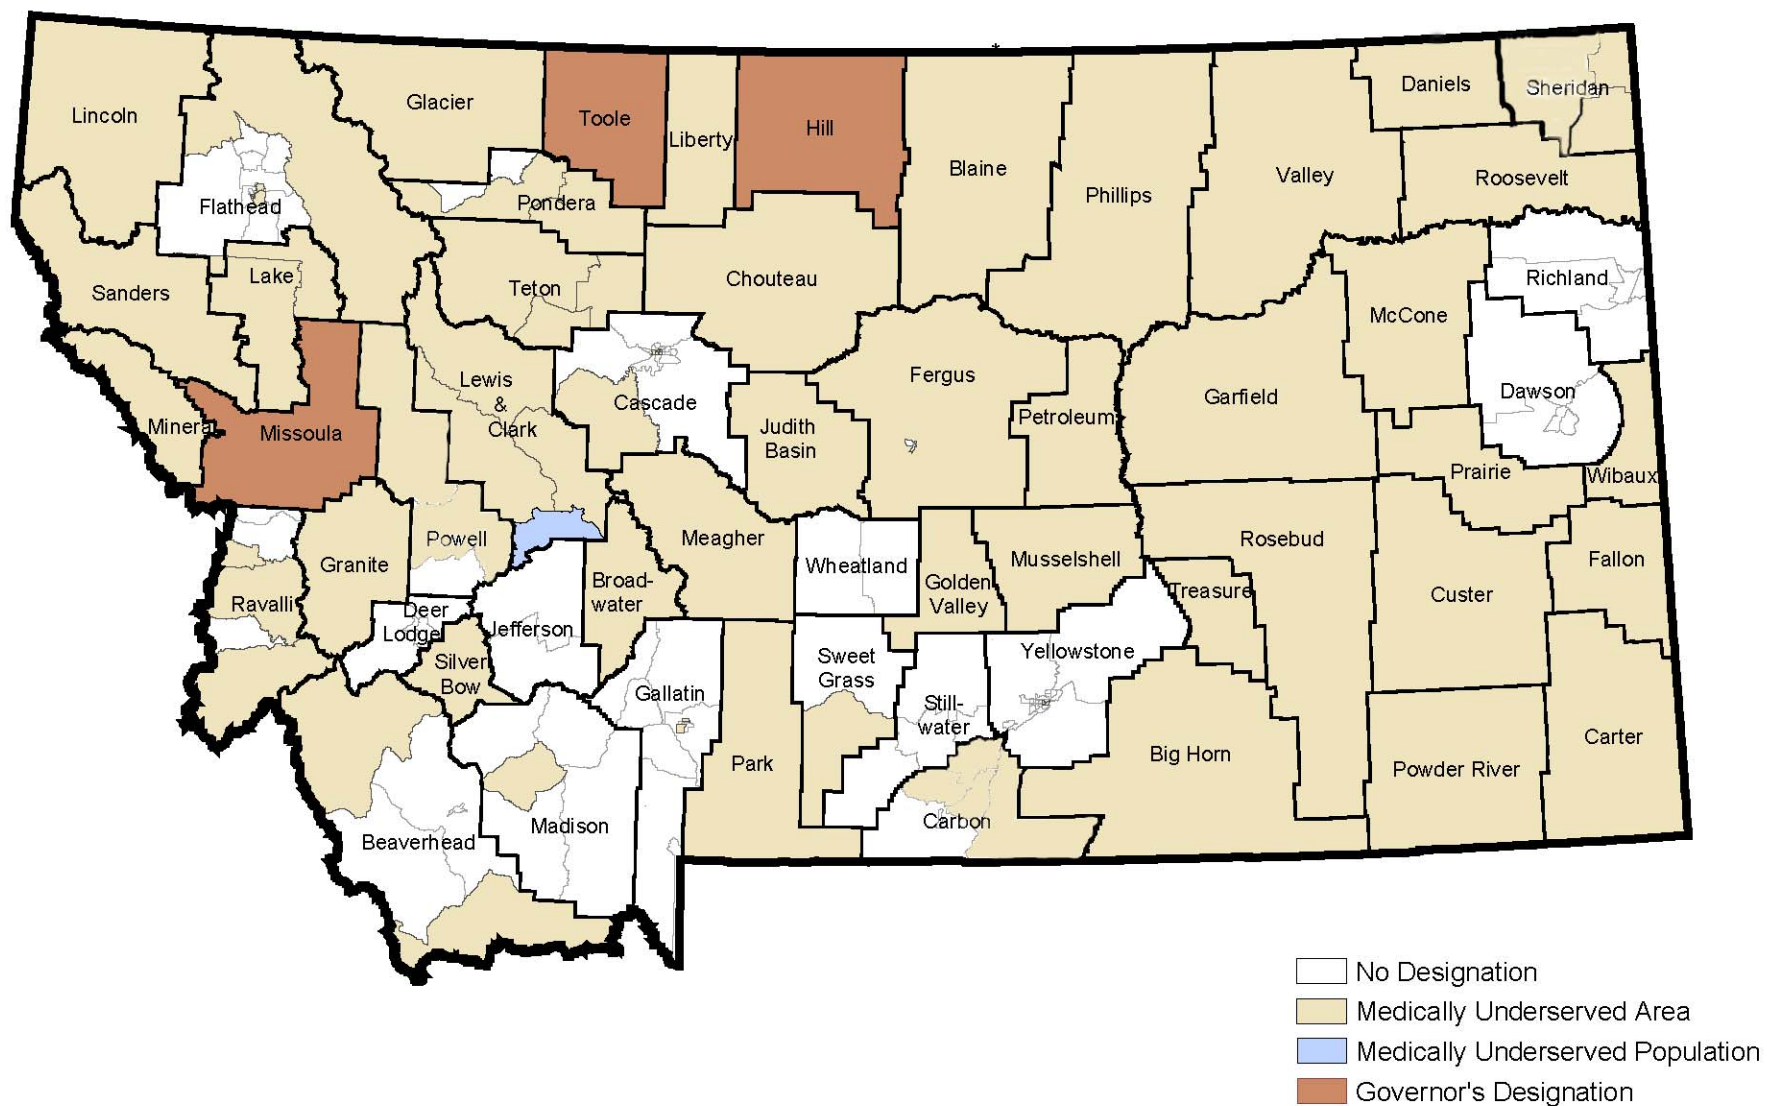 Lincoln
Glacier
Toole
Liberty
Hill
Blaine
Phillips
Valley
Daniels
Sheridan
Roosevelt
Flathead
Pondera
Sanders
Lake
Teton
Chouteau
McCone
Richland
Mineral
Missoula
Lewis
&
Clark
Cascade
Judith
Basin
Fergus
Petroleum
Garfield
Dawson
Prairie
Wibaux
Powell
Granite
Ravalli
Deer
Lodge
Jefferson
Silver
Bow
Broad-
water
Meagher
Wheatland
Golden
Valley
Musselshell
Rosebud
Treasure
Custer
Fallon
Gallatin
Sweet
Grass
Still-
water
Yellowstone
Park
Big Horn
Powder River
Carter
Beaverhead
Madison
Carbon
No Designation
Medically Underserved Area
Medically Underserved Population
Governor's Designation